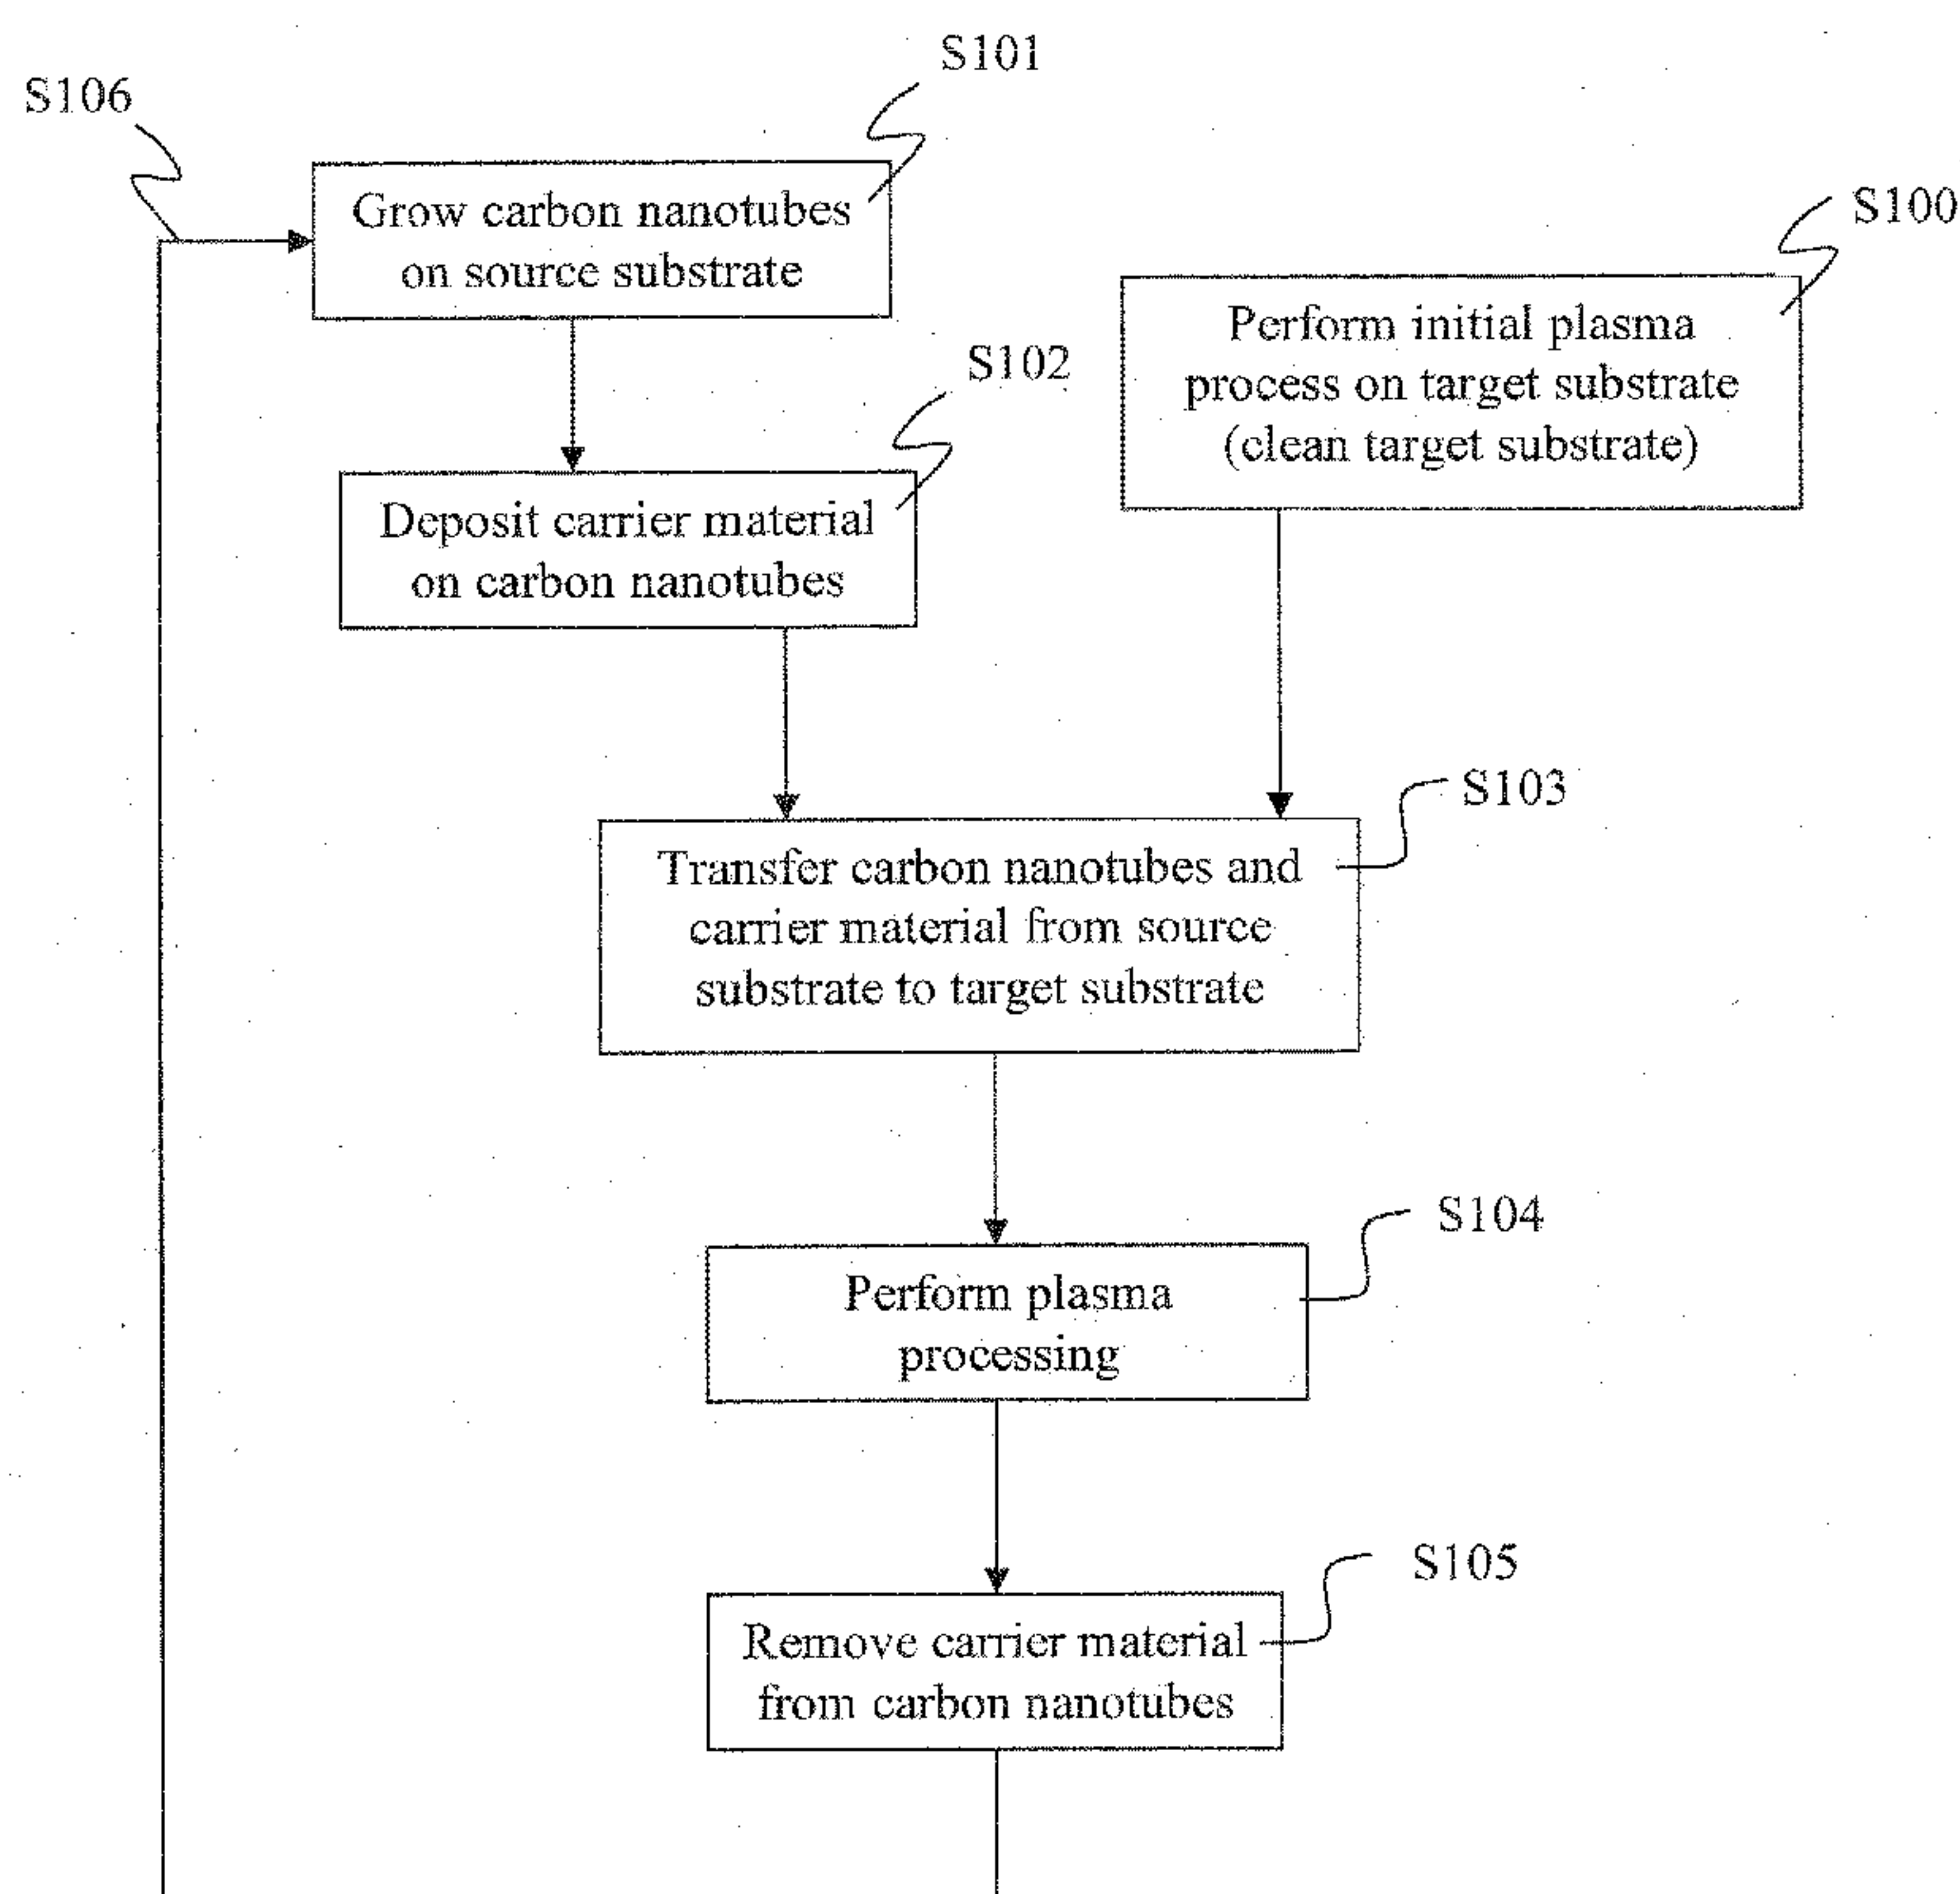 S101
S106
Grow carbon nanotubes
on source substrate
S100
Perform initial plasma
process on target substrate
(clean target substrate)
S102
Deposit carrier material
on carbon nanotubes
S103
Transfer carbon nanotubes and
carrier material from source
substrate to target substrate
S104
Perform plasma
processing
S105
Remove carrier material
from carbon nanotubes